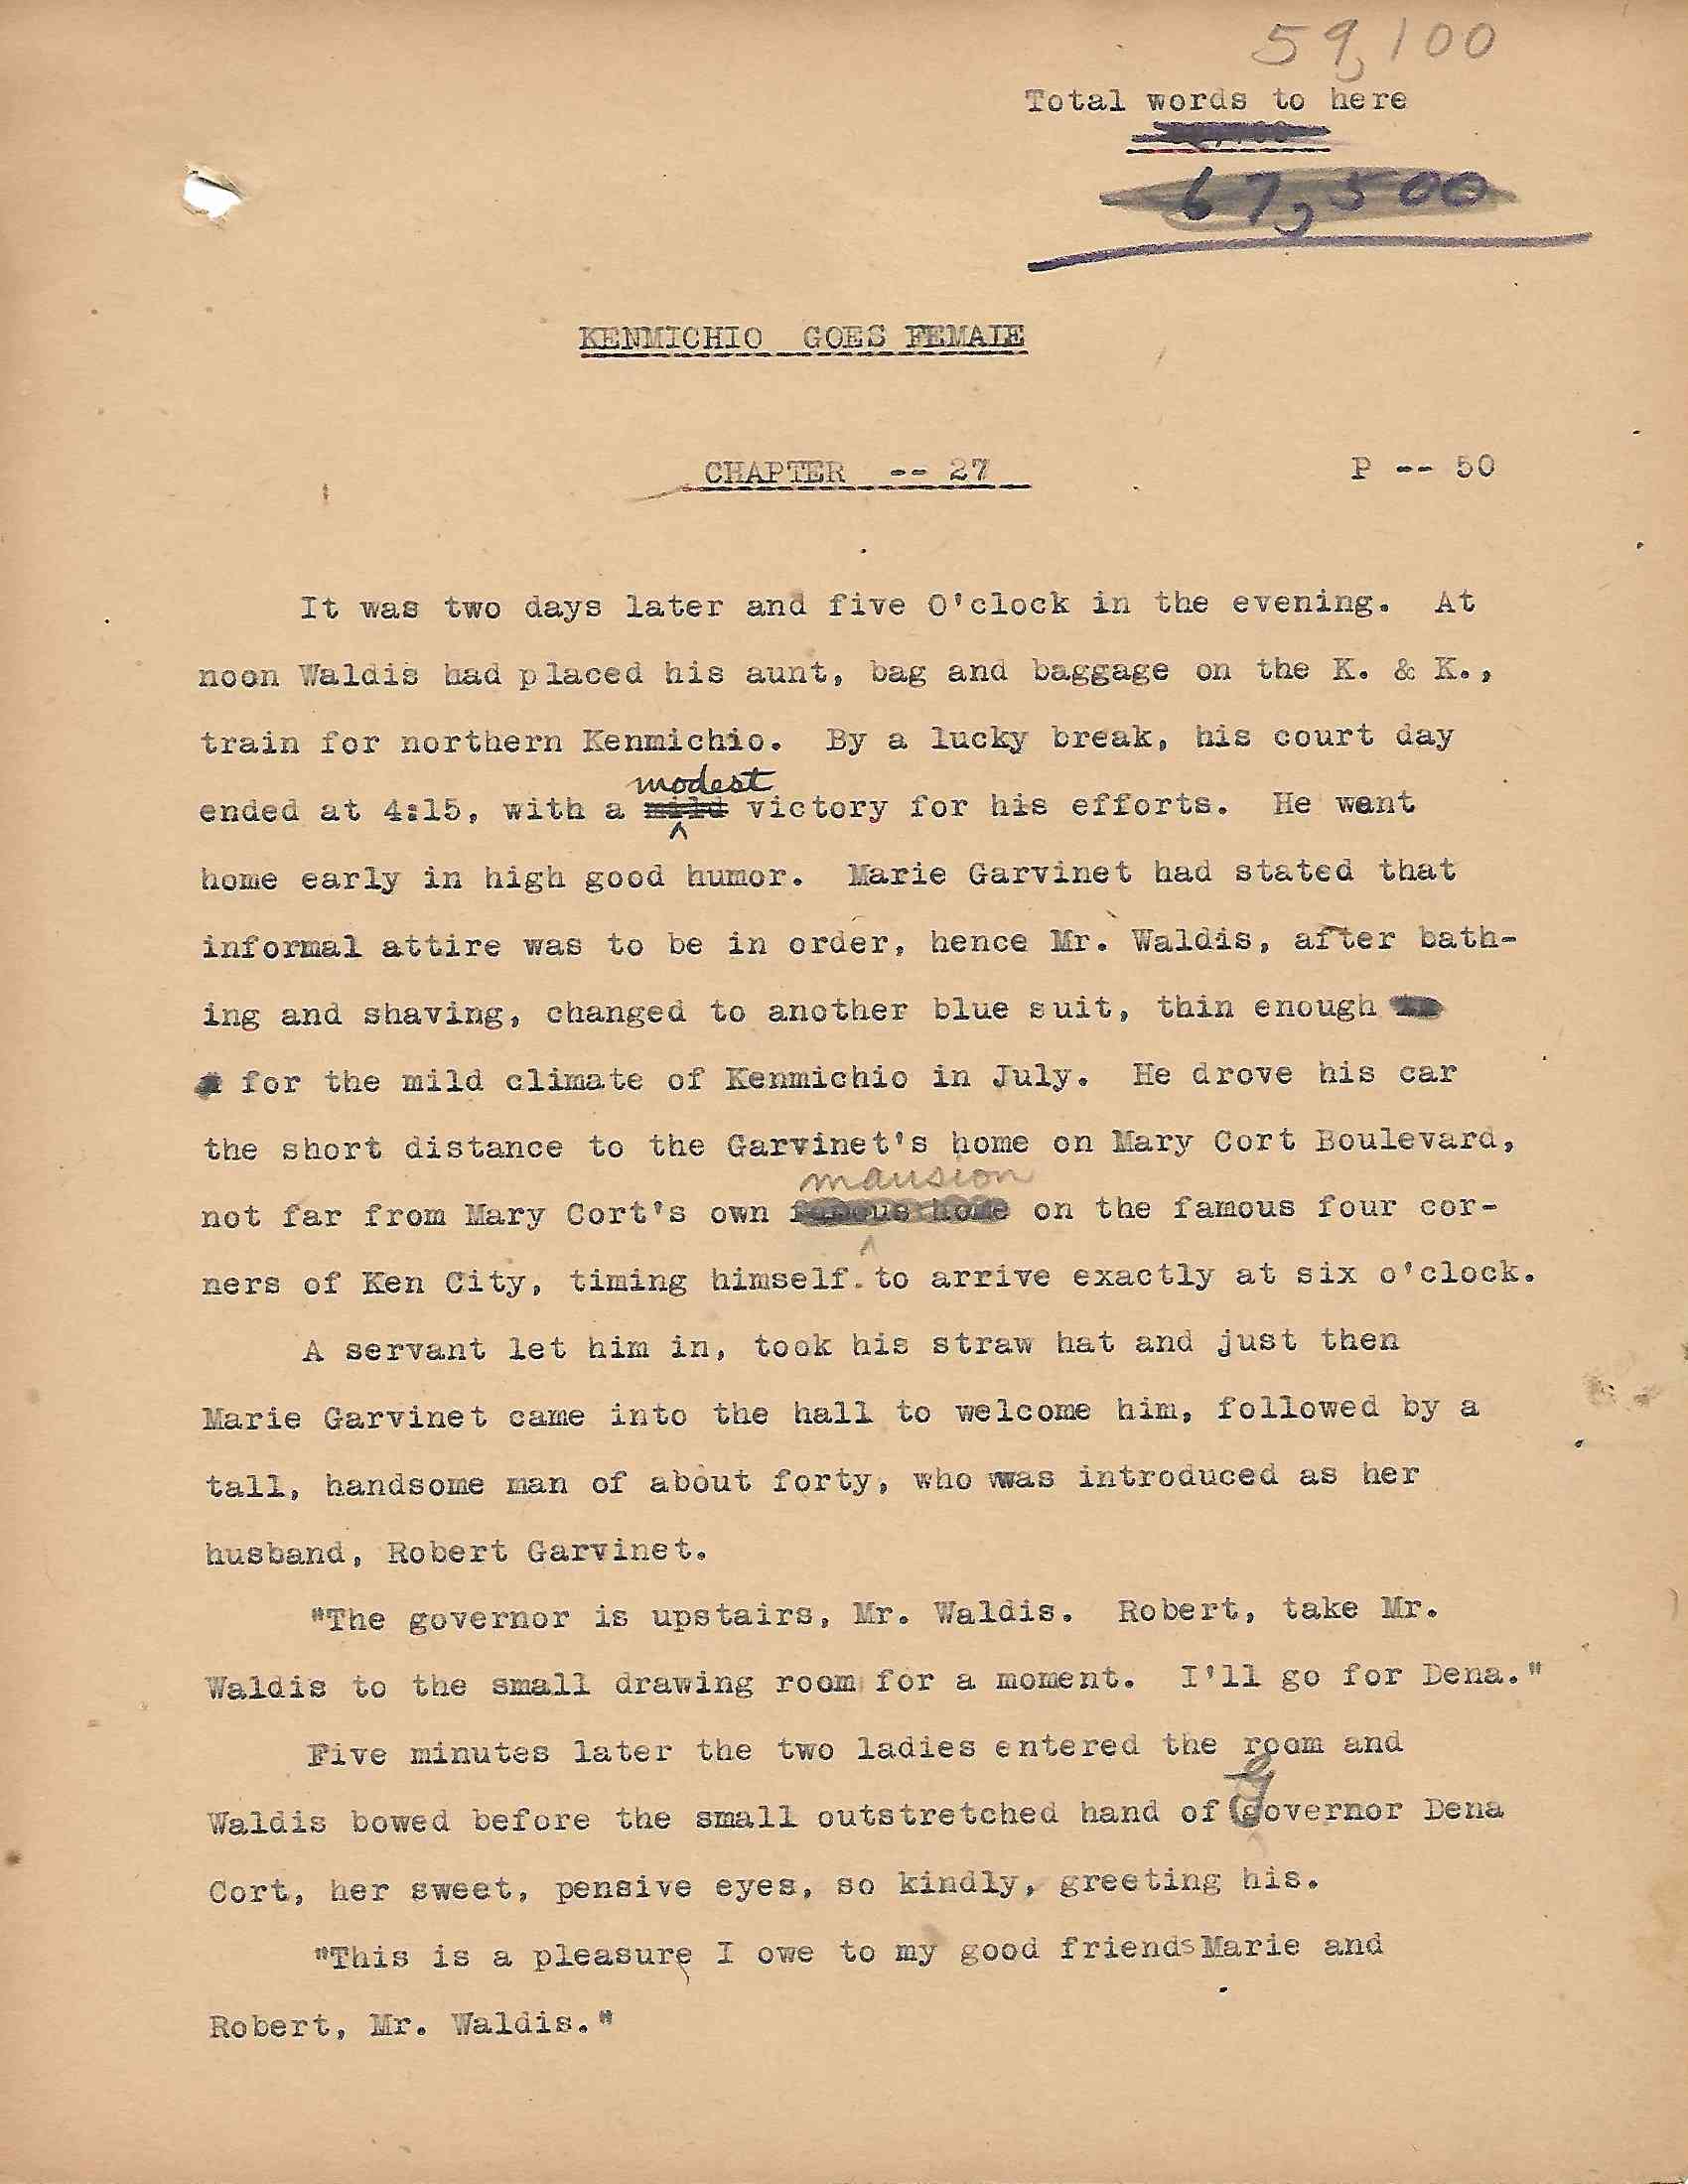 59,100
Total words to here
67,500
KENMICHIO GOES FEMALE
CHAPTER -- 27 P -- 50
It was two days later and five O'clock in the evening. At
noon Waldis had placed his aunt, bag and baggage on the K. & K.,
train for northern Kenmichio. By a lucky break, his court day
modest
ended at 4:15, with a mild victory for his efforts. He went
home early in high good humor. Marie Garvinet had stated that
informal attire was to be in order, hence Mr. Waldis, after bath-
ing and shaving, changed to another blue suit, thin enough
for the mild climate of Kenmichio in July. He drove his car
the short distance to the Garvinet's home on Mary Cort Boulevard,
mansion
not far from Mary Cort's own famous home on the famous four cor-
ners of Ken City, timing himself to arrive exactly at six o'clock.
A servant let him in, took his straw hat and just then
Marie Garvinet came into the hall to welcome him, followed by a
tall, handsome man of about forty, who was introduced as her
husband, Robert Garvinet.
"The governor is upstairs, Mr. Waldis. Robert, take Mr.
Waldis to the small drawing room for a moment. I'll go for Dena."
Five minutes later the two ladies entered the room and
Waldis bowed before the small outstretched hand of Governor Dena
Cort, her sweet, pensive eyes, so kindly, greeting his.
"This is a pleasure I owe to my good friends Marie and
Robert, Mr. Waldis."